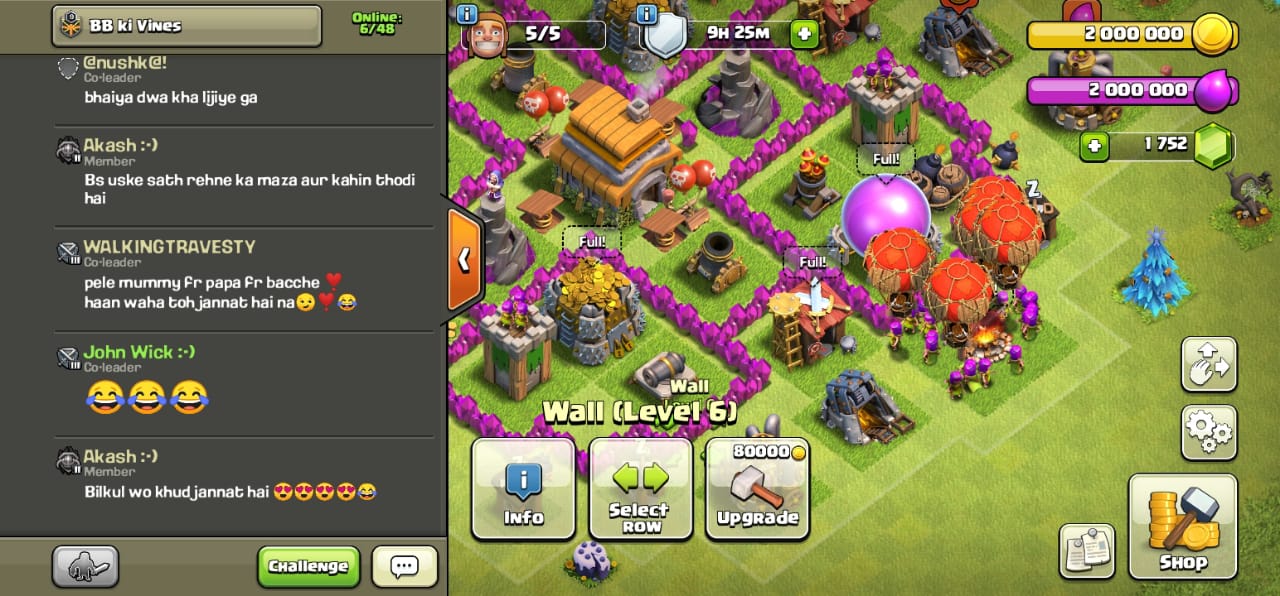 BB ki Vines
Online:
6/48
@nushk@!
Co-leader
bhaiya dwa kha lijiye ga
Akash :-)
Member
Bs uske sath rehne ka maza aur kahin thodi
hai
WALKINGTRAVESTY
Co-leader
pele mummy fr papa fr bacche ❣️
haan waha toh jannat hai na😏❣️😂
John Wick :-)
Co-leader
😂😂😂
Akash :-)
Member
Bilkul wo khud jannat hai 😍😍😍😍😂
Challenge
5/5
9h 25m
2 000 000
2 000 000
1 752
Full!
Z
Full!
Full!
Wall
Wall (Level 6)
Info
Select
row
80000
Upgrade
Shop